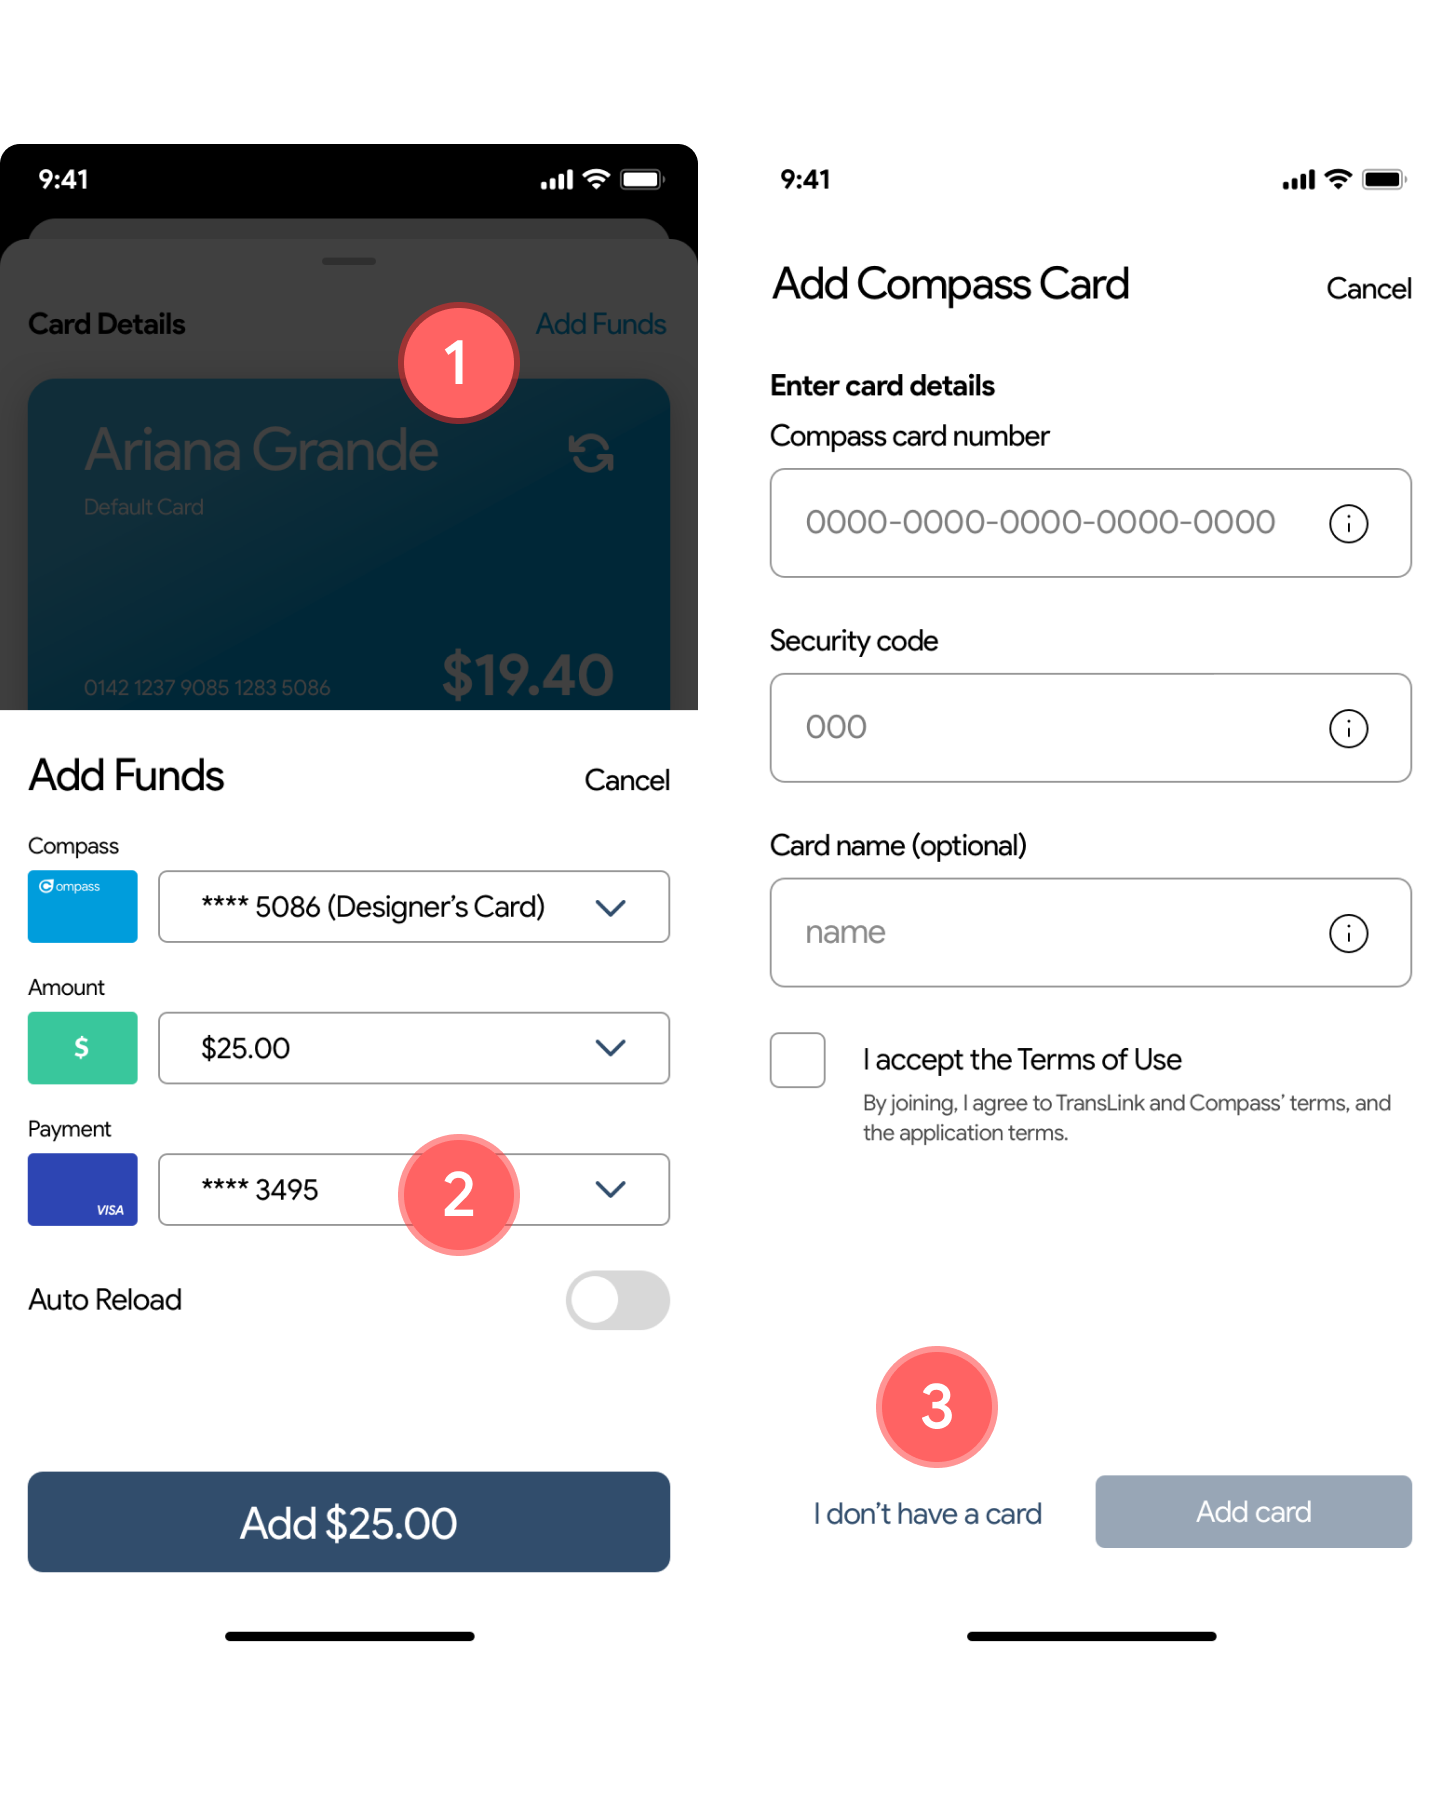 9:41
Card Details
Add Funds
1
Ariana Grande
Default Card
0142 1237 9085 1283 5086
$19.40
Add Funds
Cancel
Compass
ompass
**** 5086 (Designer’s Card)
Amount
$
$25.00
Payment
VISA
**** 3495
2
Auto Reload
Add $25.00
9:41
Add Compass Card
Cancel
Enter card details
Compass card number
0000-0000-0000-0000-0000
Security code
000
Card name (optional)
name
I accept the Terms of Use
By joining, I agree to TransLink and Compass’ terms, and
the application terms.
3
I don’t have a card
Add card